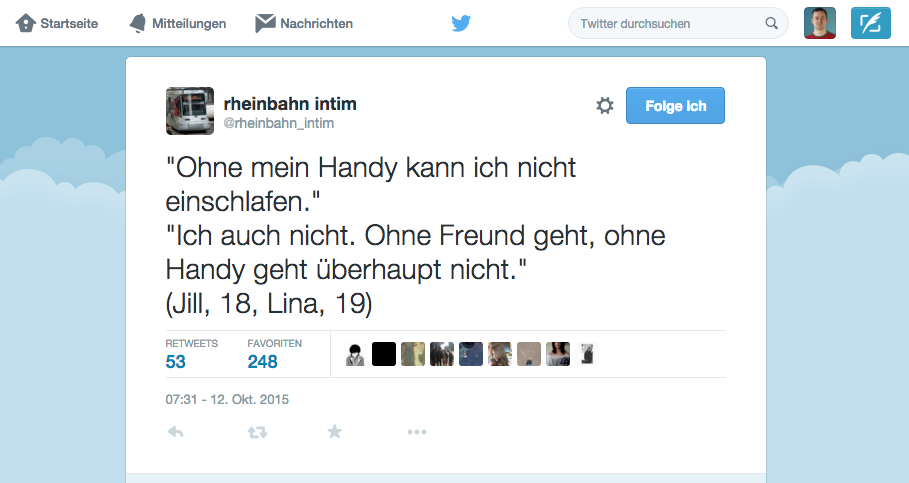 Startseite Mitteilungen Nachrichten Twitter durchsuchen
rheinbahn intim
@rheinbahn_intim
Folge ich
"Ohne mein Handy kann ich nicht
einschlafen."
"Ich auch nicht. Ohne Freund geht, ohne
Handy geht überhaupt nicht."
(Jill, 18, Lina, 19)
RETWEETS FAVORITEN
53 248
07:31 - 12. Okt. 2015